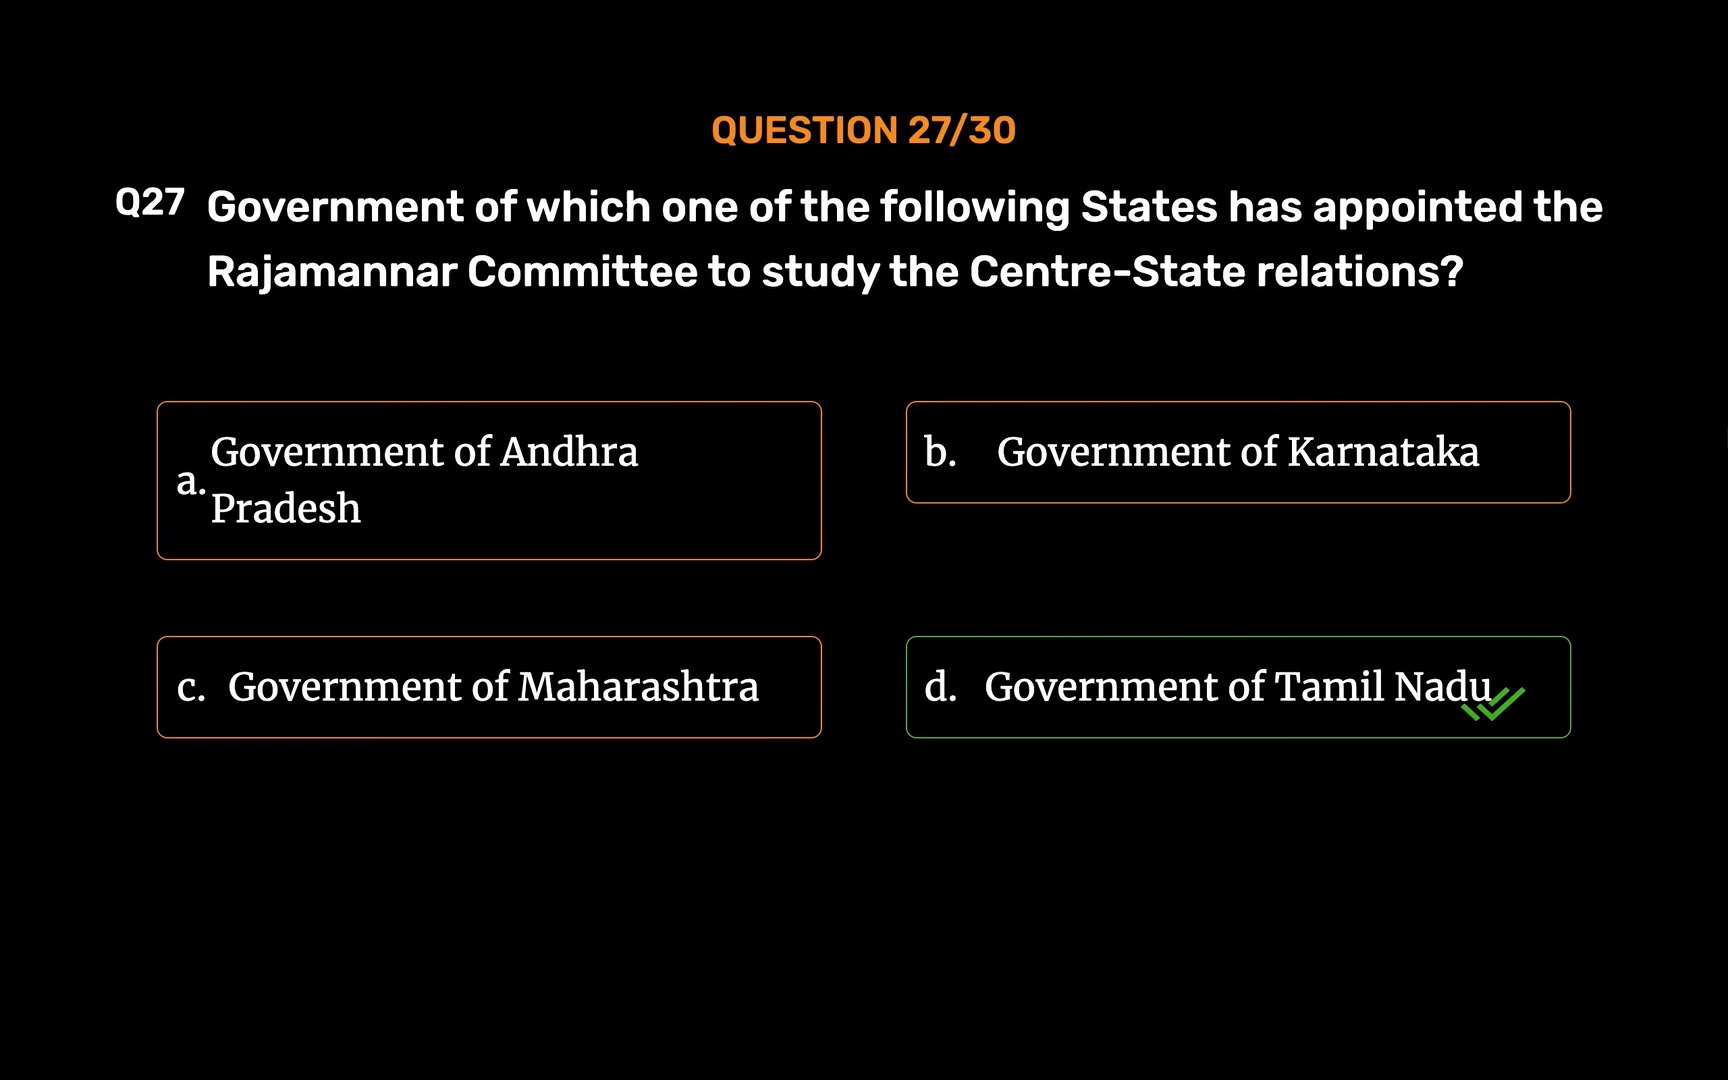 QUESTION 27/30
Q27 Government of which one of the following States has appointed the
Rajamannar Committee to study the Centre-State relations?
a. Government of Andhra
Pradesh
b. Government of Karnataka
c. Government of Maharashtra
d. Government of Tamil Nadu